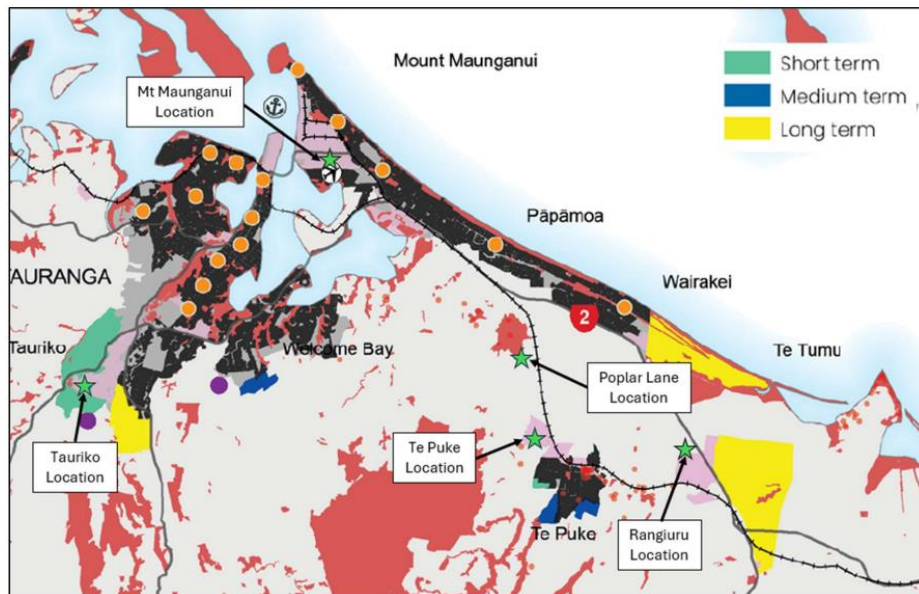 Mount Maunganui
Short term
Medium term
Long term
Mt Maunganui
Location
Pāpāmoa
Wairakei
2
TAURANGA
Tauriko
Welcome Bay
Te Tumu
Poplar Lane
Location
Tauriko
Location
Te Puke
Location
Te Puke
Rangiuru
Location